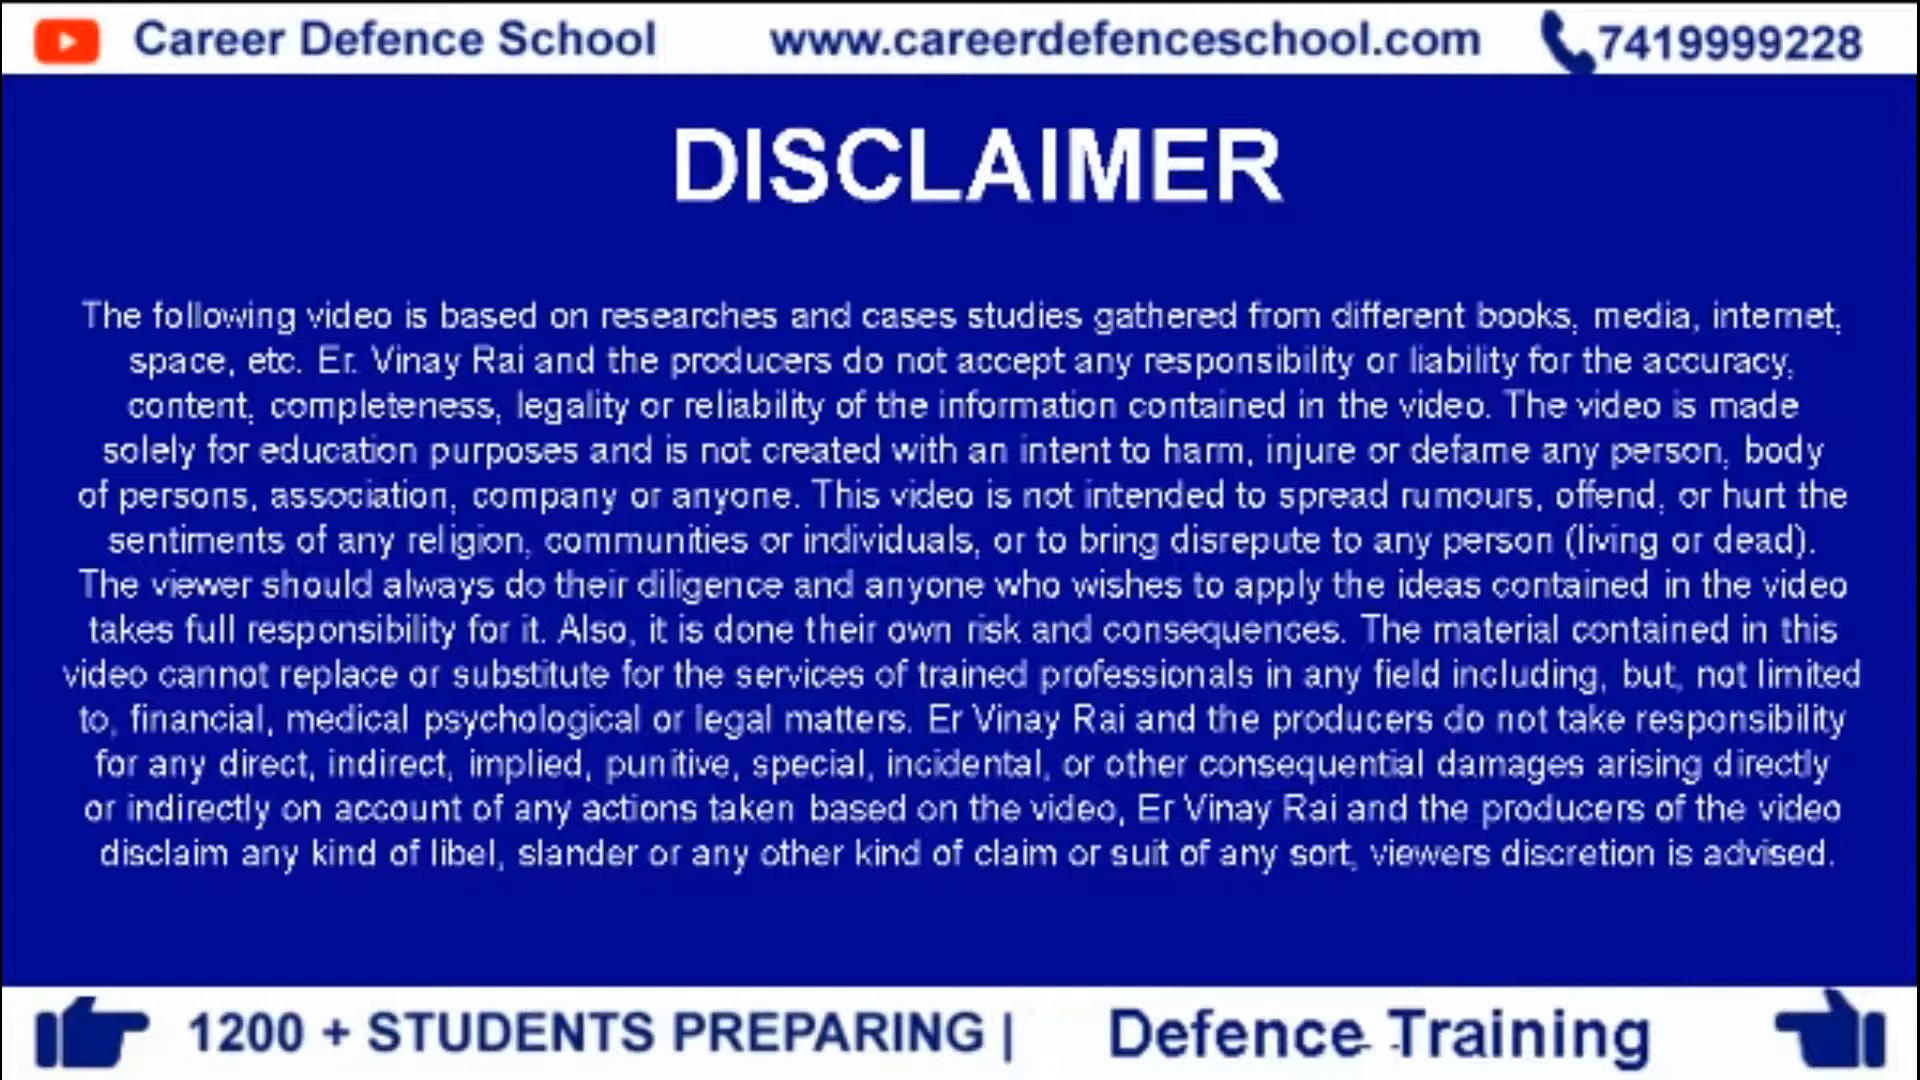 Career Defence School www.careerdefenceschool.com 7419999228
DISCLAIMER
The following video is based on researches and cases studies gathered from different books, media, internet,
space, etc. Er. Vinay Rai and the producers do not accept any responsibility or liability for the accuracy,
content, completeness, legality or reliability of the information contained in the video. The video is made
solely for education purposes and is not created with an intent to harm, injure or defame any person, body
of persons, association, company or anyone. This video is not intended to spread rumours, offend, or hurt the
sentiments of any religion, communities or individuals, or to bring disrepute to any person (living or dead).
The viewer should always do their diligence and anyone who wishes to apply the ideas contained in the video
takes full responsibility for it. Also, it is done their own risk and consequences. The material contained in this
video cannot replace or substitute for the services of trained professionals in any field including, but, not limited
to, financial, medical psychological or legal matters. Er Vinay Rai and the producers do not take responsibility
for any direct, indirect, implied, punitive, special, incidental, or other consequential damages arising directly
or indirectly on account of any actions taken based on the video, Er Vinay Rai and the producers of the video
disclaim any kind of libel, slander or any other kind of claim or suit of any sort, viewers discretion is advised.
1200 + STUDENTS PREPARING | Defence Training